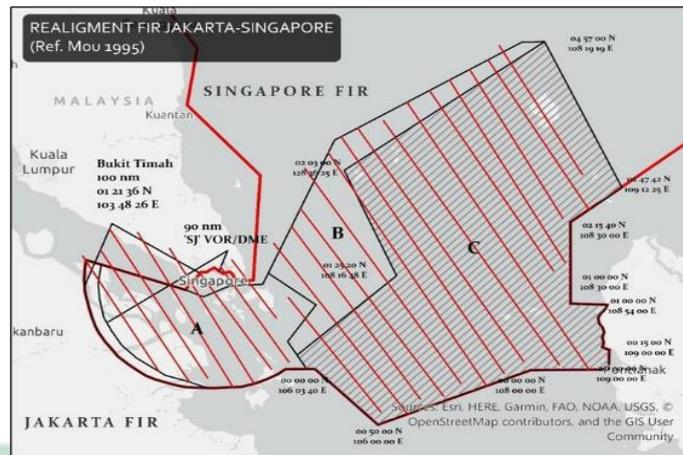 REALIGMENT FIR JAKARTA-SINGAPORE
(Ref. Mou 1995)
Kuala
04 57 00 N
108 19 19 E
SINGAPORE FIR
MALAYSIA
Kuantan
Kuala
Lumpur
Bukit Timah
100 nm
01 21 36 N
103 48 26 E
90 nm
'SJ' VOR/DME
Singapore
B
C
A
02 47 42 N
109 12 25 E
02 15 40 N
108 30 00 E
01 00 00 N
108 30 00 E
01 00 00 N
108 54 00 E
00 15 00 N
109 00 00 E
109 00 00 E
Pontianak
kanbaru
00 00 00 N
106 03 40 E
00 00 00 N
108 00 00 E
00 50 00 N
106 00 00 E
JAKARTA FIR
Sources: Esri, HERE, Garmin, FAO, NOAA, USGS, ©
OpenStreetMap contributors, and the GIS User
Community